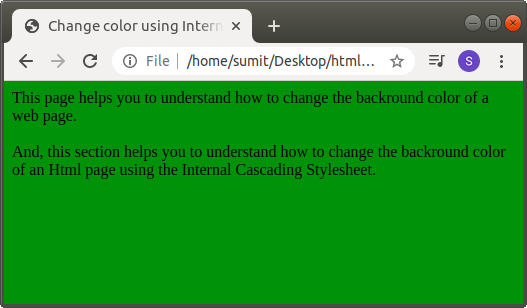 Change color using Intern
File
/home/sumit/Desktop/html...
S
This page helps you to understand how to change the backround color of a
web page.
And, this section helps you to understand how to change the backround color
of an Html page using the Internal Cascading Stylesheet.